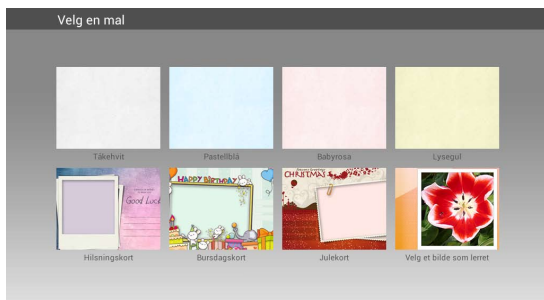 Velg en mal
Tåkehvit
Pastellblå
Babyrosa
Lysegul
Good Luck
HAPPY BIRTHDAY
CHRISTMAS
Hilsningskort
Bursdagskort
Julekort
Velg et bilde som lerret